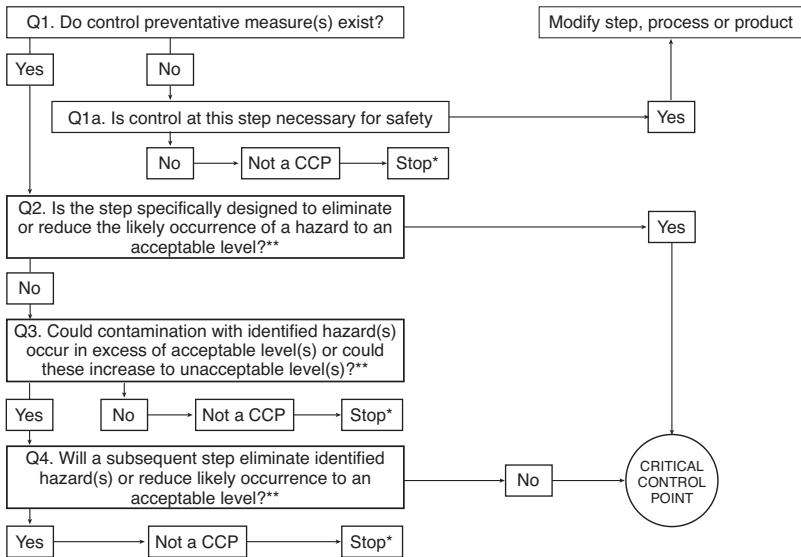 Q1. Do control preventative measure(s) exist?
Modify step, process or product
Yes
No
Q1a. Is control at this step necessary for safety
Yes
No
Not a CCP
Stop*
Q2. Is the step specifically designed to eliminate
or reduce the likely occurrence of a hazard to an
acceptable level?**
Yes
No
Q3. Could contamination with identified hazard(s)
occur in excess of acceptable level(s) or could
these increase to unacceptable level(s)?**
Yes
No
Not a CCP
Stop*
Q4. Will a subsequent step eliminate identified
hazard(s) or reduce likely occurrence to an
acceptable level?**
No
CRITICAL
CONTROL
POINT
Yes
Not a CCP
Stop*